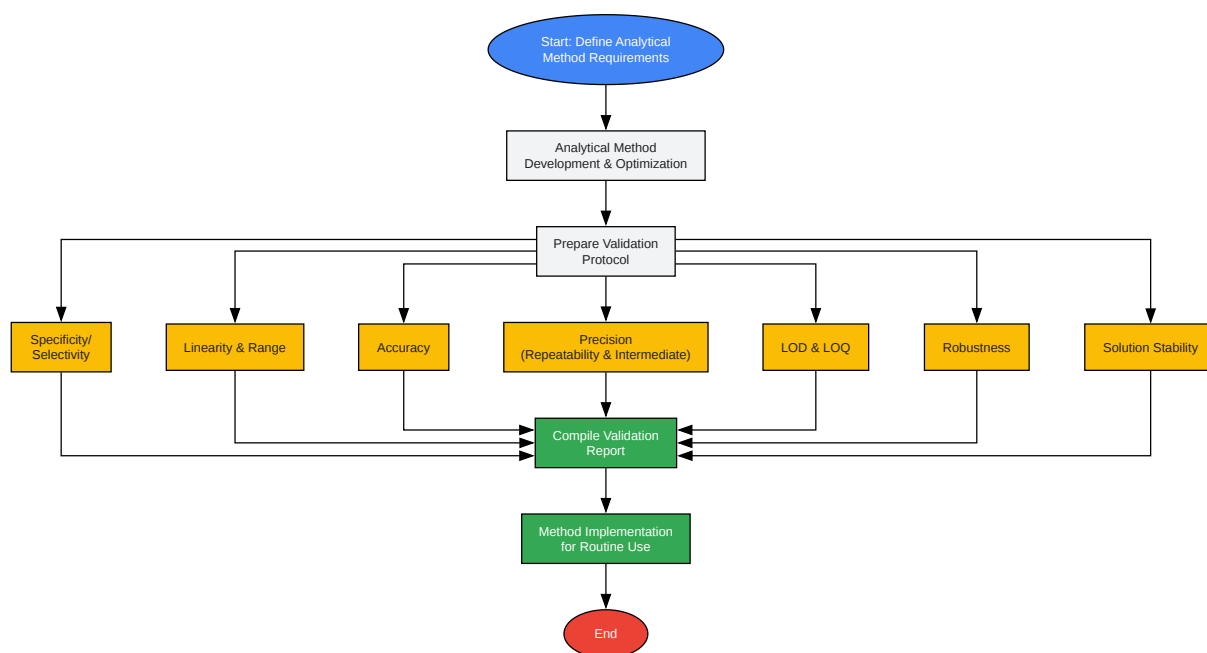 Start: Define Analytical
Method Requirements
Analytical Method
Development & Optimization
Prepare Validation
Protocol
Specificity/
Selectivity
Linearity & Range
Accuracy
Precision
(Repeatability & Intermediate)
LOD & LOQ
Robustness
Solution Stability
Compile Validation
Report
Method Implementation
for Routine Use
End